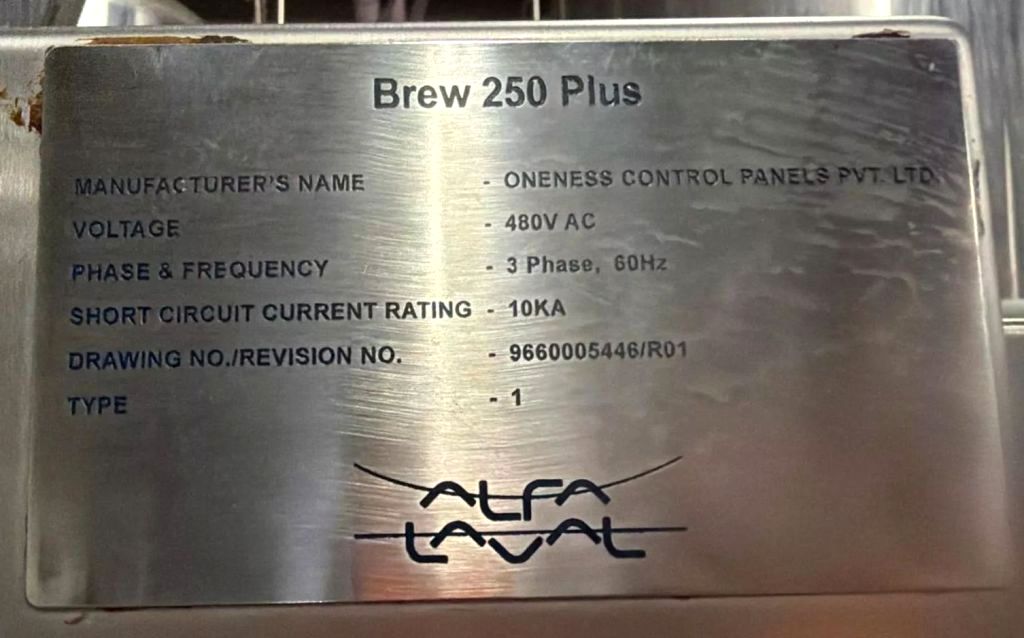 Brew 250 Plus
MANUFACTURER'S NAME - ONENESS CONTROL PANELS PVT. LTD.
VOLTAGE - 480V AC
PHASE & FREQUENCY - 3 Phase, 60Hz
SHORT CIRCUIT CURRENT RATING - 10KA
DRAWING NO./REVISION NO. - 9660005446/R01
TYPE - 1
ALFA
LAVAL